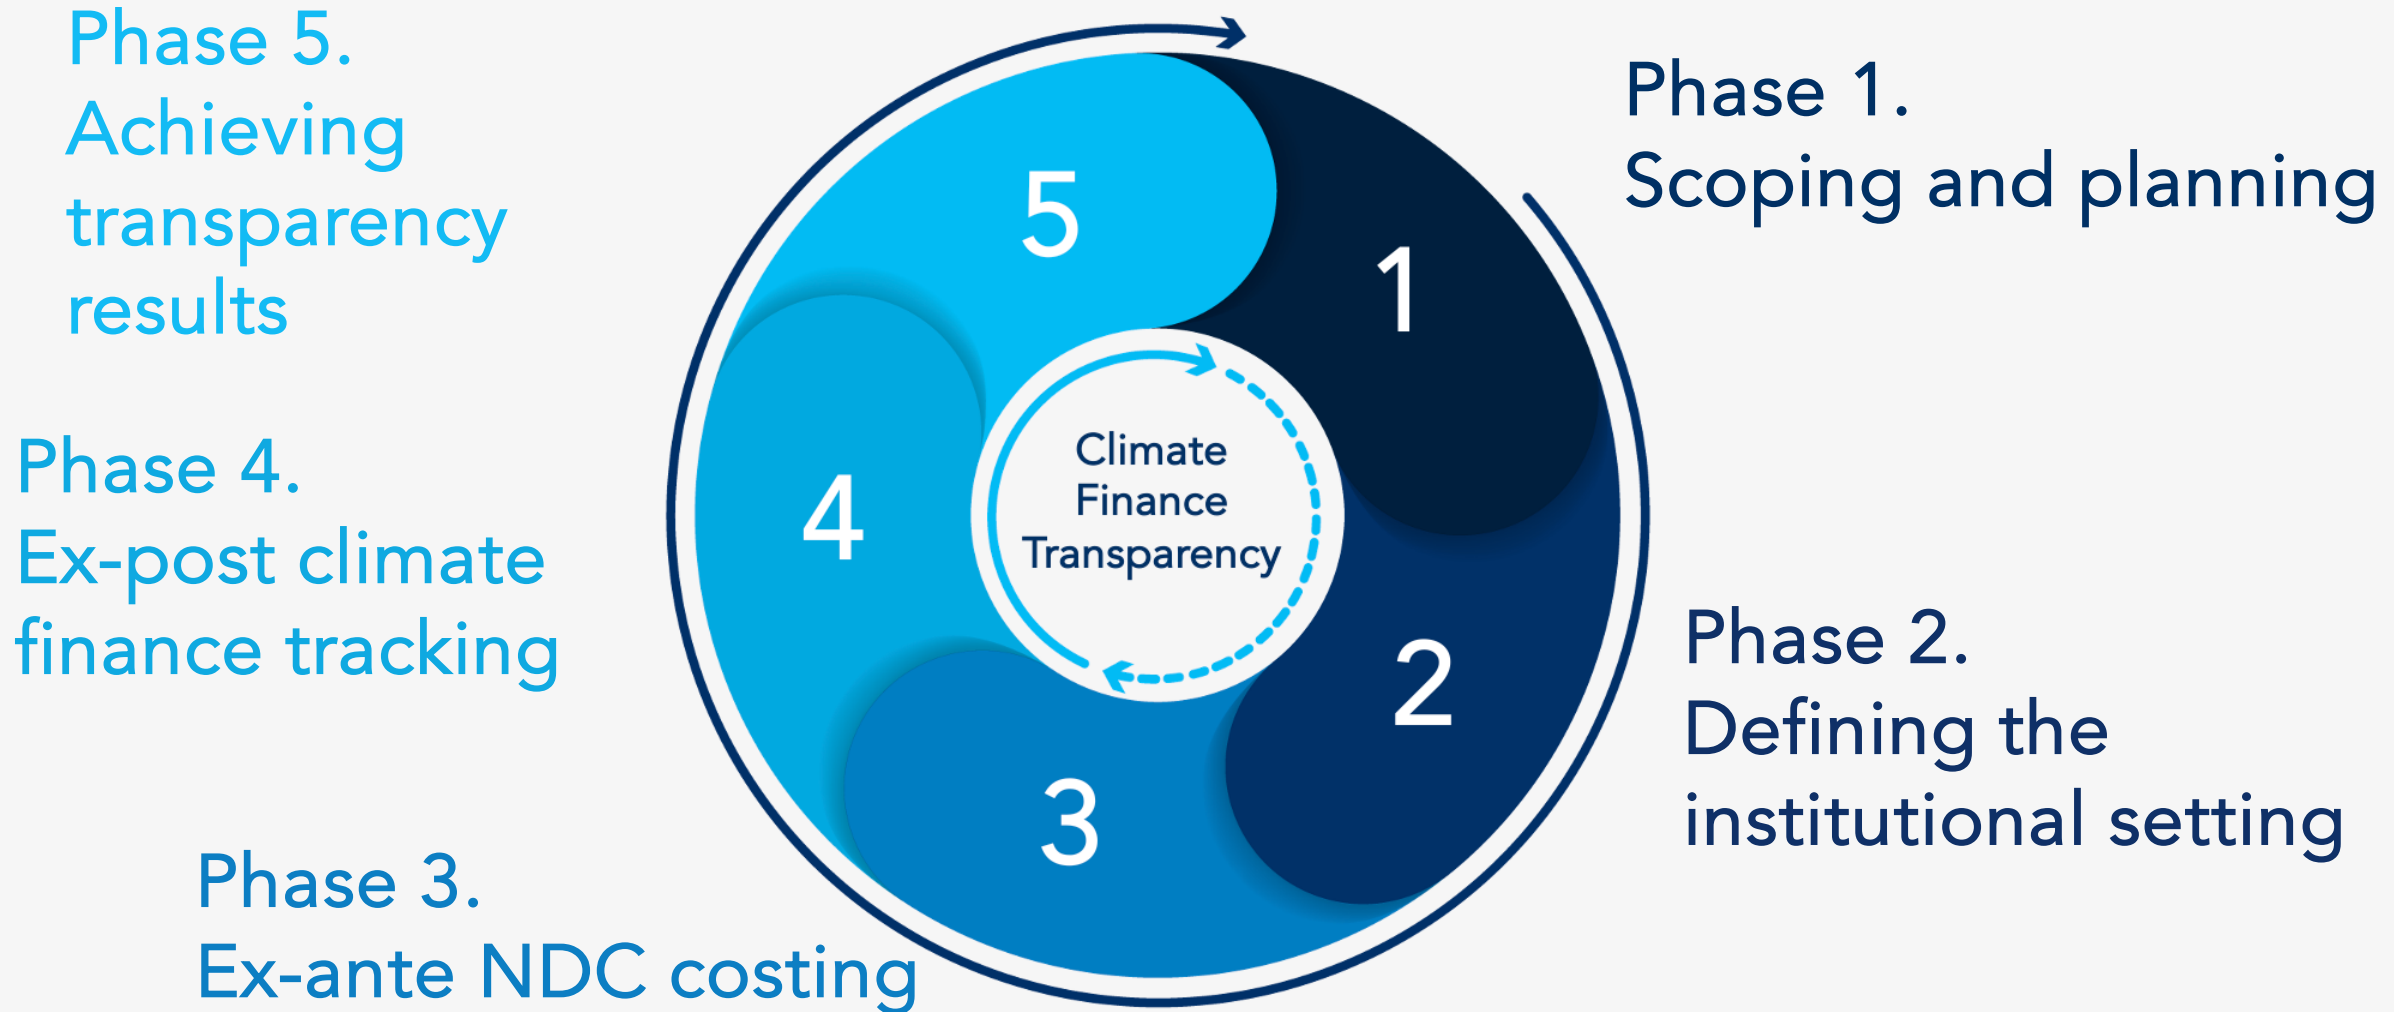 Phase 1.
Scoping and planning
Phase 2.
Defining the
institutional setting
Phase 3.
Ex-ante NDC costing
Phase 4.
Ex-post climate
finance tracking
Phase 5.
Achieving
transparency
results
1
2
3
4
5
Climate
Finance
Transparency